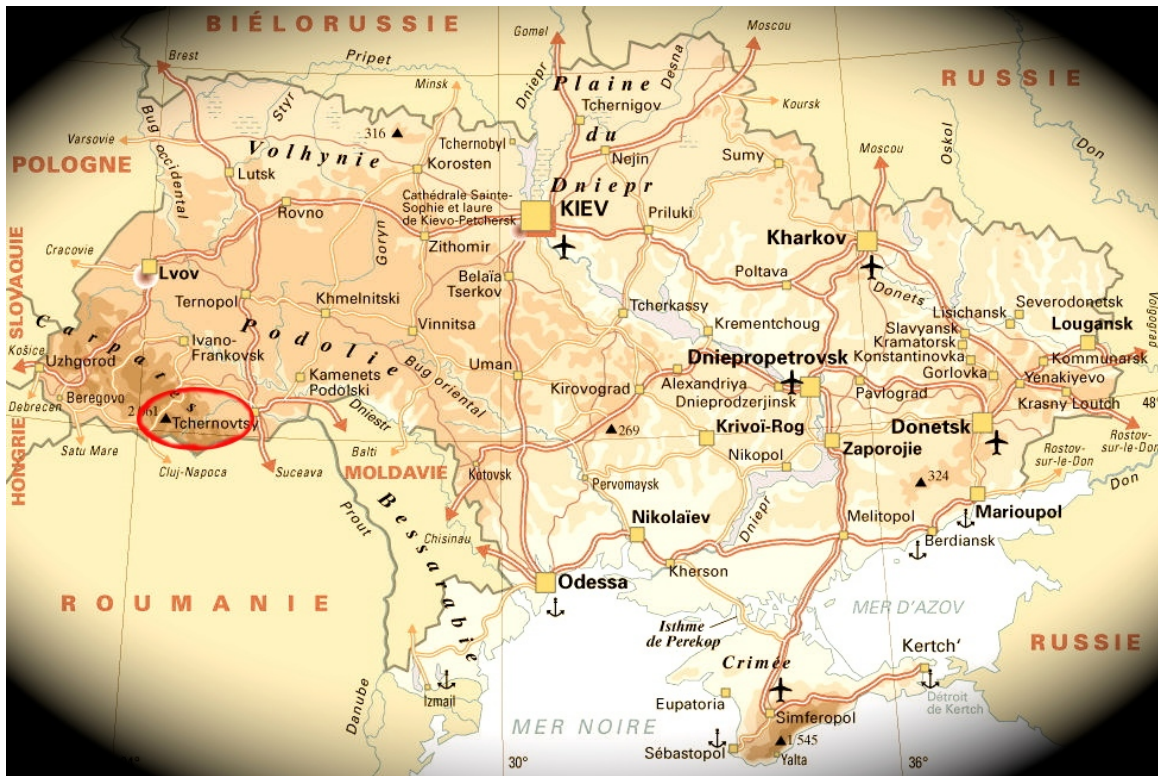 BIÉLORUSSIE
Gomel
Moscou
Brest
Pripet
Dniepr
Desna
RUSSIE
Plaine
Minsk
Styr
Tchernigov
Koursk
Bug occidental
316
du
Oskol
Don
Varsovie
Tchernobyl
Moscou
POLOGNE
Volhynie
Korosten
Nejin
Sumy
Lutsk
Dniepr
Cathédrale Sainte-
Sophie et laure
de Kievo-Petchersk
KIEV
Rovno
Priluki
Goryn
Kharkov
Zithomir
Cracovie
SLOVAQUIE
Lvov
Belaïa
Tserkov
Poltava
Donets
Ternopol
Khmelnitski
Tcherkassy
Severodonetsk
Lisichansk
Volgograd
Carpates
Podolie
Vinnitsa
Krementchoug
Slavyansk
Lougansk
Ivano-
Frankovsk
Kramatorsk
Košice
Uzhgorod
Bug oriental
Uman
Dniepropetrovsk
Konstantinovka
Kommunarsk
Kamenets
Podolski
Kirovograd
Alexandriya
Gorlovka
Yenakiyevo
Debrecen
Beregovo
Dnieprodzerjinsk
Pavlograd
Krasny Loutch
48°
2 061
Tchernovtsy
Dniestr
269
Krivoï-Rog
Donetsk
Rostov-
sur-le-Don
HONGRIE
Satu Mare
Balti
Zaporojie
Rostov-
sur-le-Don
Cluj-Napoca
Suceava
MOLDAVIE
Kotovsk
Nikopol
324
Don
Pervomaysk
Bessarabie
Prout
Dniepr
Marioupol
Nikolaïev
Melitopol
Chisinau
Berdiansk
Odessa
Kherson
ROUMANIE
MER D'AZOV
Isthme
de Perekop
RUSSIE
Crimée
Kertch'
Danube
Izmail
Eupatoria
Détroit
de Kertch
MER NOIRE
Simferopol
Sébastopol
1 545
Yalta
30°
36°